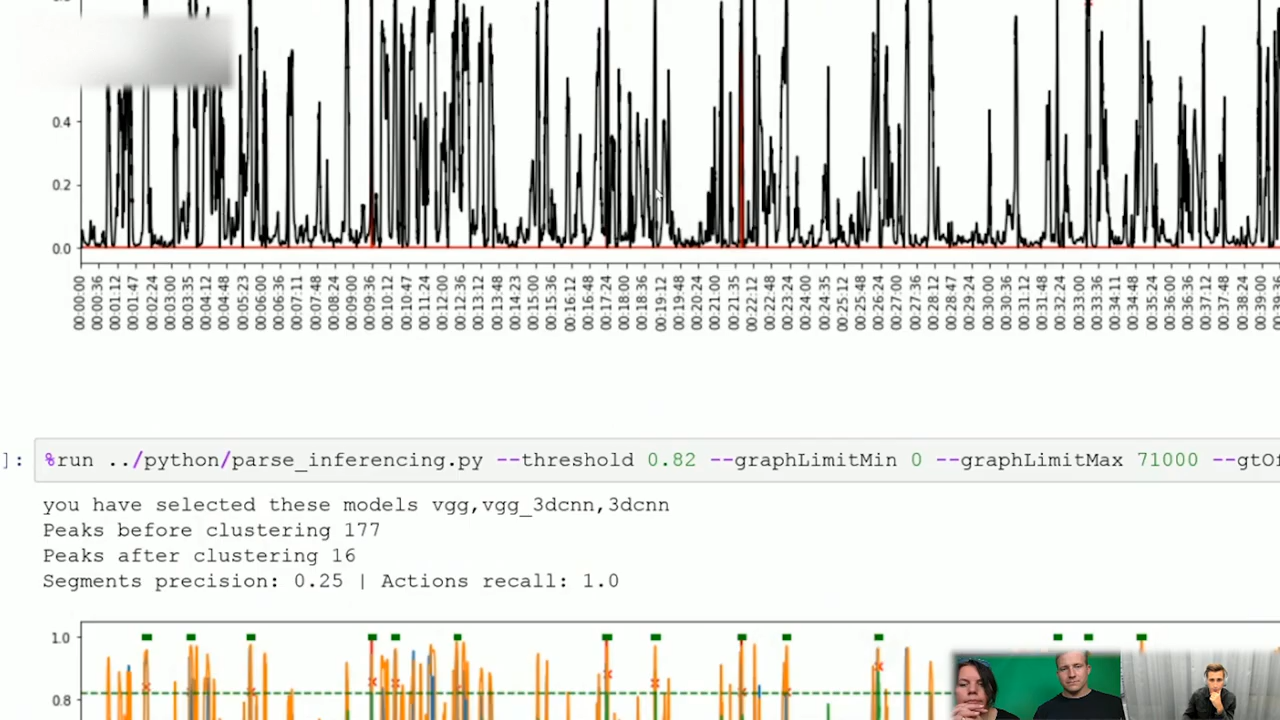 0.4
0.2
0.0
00:00:00 00:00:36 00:01:12 00:01:47 00:02:24 00:03:00 00:03:35 00:04:12 00:04:48 00:05:23 00:06:00 00:06:36 00:07:11 00:07:48 00:08:24 00:09:00 00:09:36 00:10:12 00:10:47 00:11:24 00:12:00 00:12:36 00:13:12 00:13:48 00:14:23 00:15:00 00:15:36 00:16:12 00:16:48 00:17:24 00:18:00 00:18:36 00:19:12 00:19:48 00:20:24 00:21:00 00:21:35 00:22:12 00:22:48 00:23:24 00:24:00 00:24:35 00:25:12 00:25:48 00:26:24 00:27:00 00:27:36 00:28:12 00:28:47 00:29:24 00:30:00 00:30:36 00:31:12 00:31:48 00:32:24 00:33:00 00:33:36 00:34:12 00:34:48 00:35:24 00:36:00 00:36:36 00:37:12 00:37:48 00:38:24
]: %run ../python/parse_inferencing.py --threshold 0.82 --graphLimitMin 0 --graphLimitMax 71000 --gtOf
you have selected these models vgg,vgg_3dcnn,3dcnn
Peaks before clustering 177
Peaks after clustering 16
Segments precision: 0.25 | Actions recall: 1.0
1.0
0.8